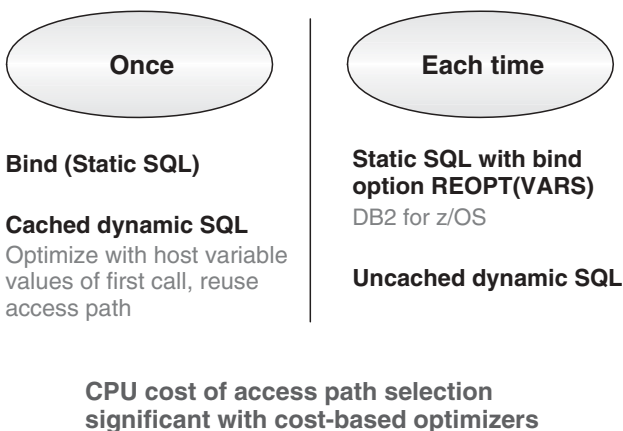 Once
Bind (Static SQL)
Cached dynamic SQL
Optimize with host variable
values of first call, reuse
access path
Each time
Static SQL with bind
option REOPT(VARS)
DB2 for z/OS
Uncached dynamic SQL
CPU cost of access path selection
significant with cost-based optimizers